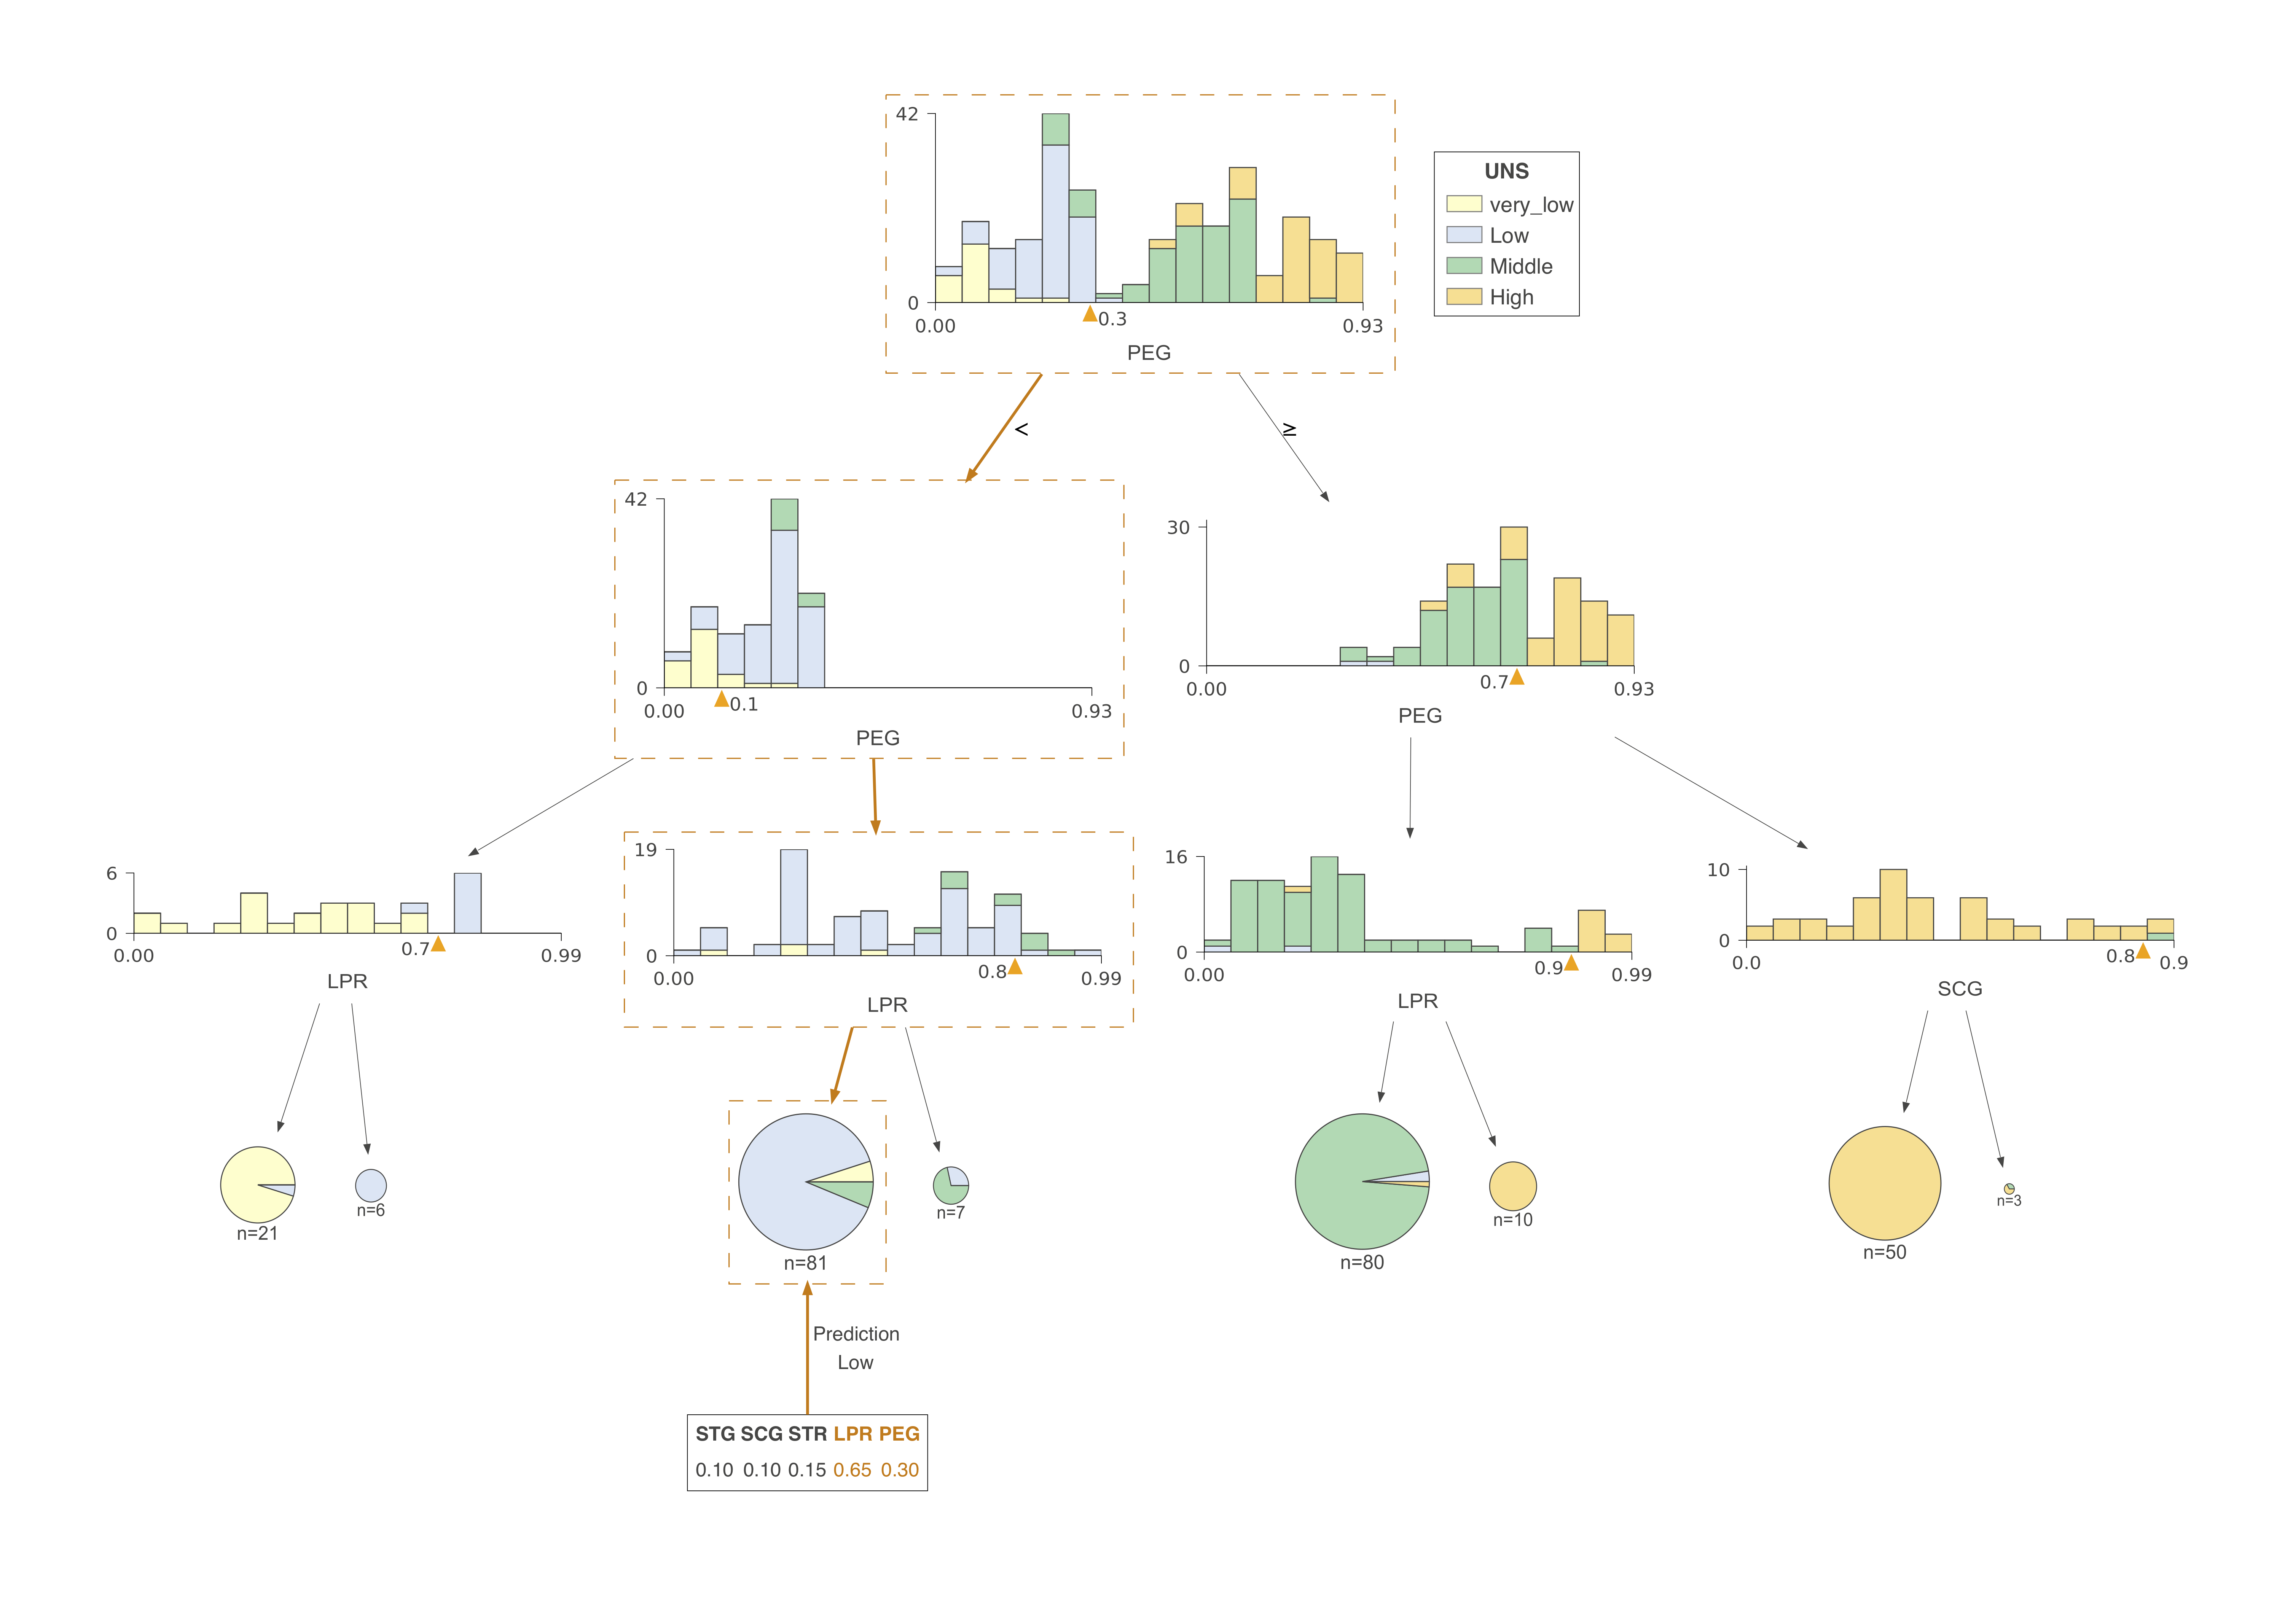 42
0
0.00
0.3
0.93
PEG
UNS
very_low
Low
Middle
High
<
≥
42
0
0.00
0.1
0.93
PEG
30
0
0.00
0.7
0.93
PEG
6
0
0.00
0.7
0.99
LPR
19
0
0.00
0.8
0.99
LPR
16
0
0.00
0.9
0.99
LPR
10
0
0.0
0.8
0.9
SCG
n=21
n=6
n=81
n=7
n=80
n=10
n=50
n=3
Prediction
Low
STG SCG STR LPR PEG
0.10 0.10 0.15 0.65 0.30